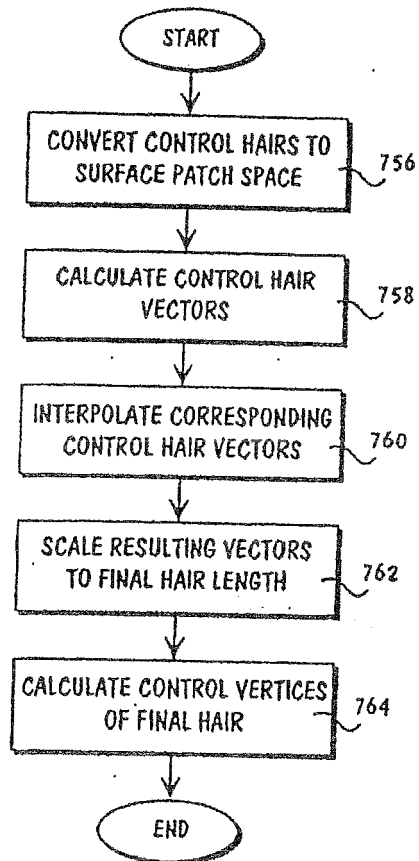 START
CONVERT CONTROL HAIRS TO
SURFACE PATCH SPACE
756
CALCULATE CONTROL HAIR
VECTORS
758
INTERPOLATE CORRESPONDING
CONTROL HAIR VECTORS
760
SCALE RESULTING VECTORS
TO FINAL HAIR LENGTH
762
CALCULATE CONTROL VERTICES
OF FINAL HAIR
764
END